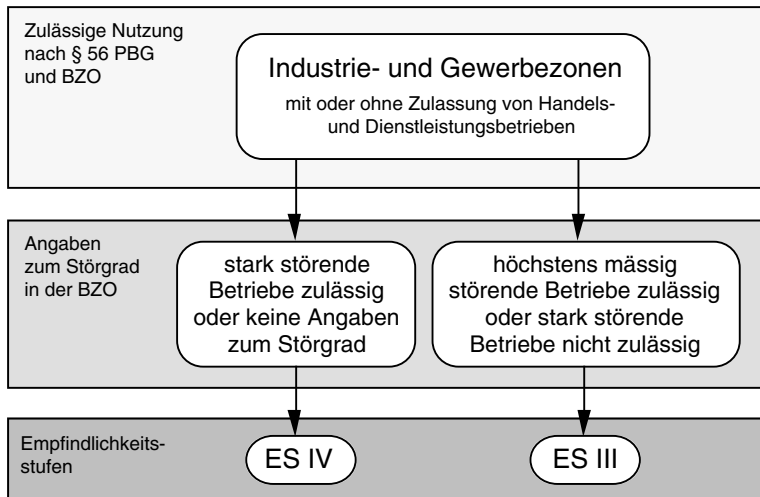 Zulässige Nutzung
nach § 56 PBG
und BZO
Industrie- und Gewerbezonen
mit oder ohne Zulassung von Handels-
und Dienstleistungsbetrieben
Angaben
zum Störgrad
in der BZO
stark störende
Betriebe zulässig
oder keine Angaben
zum Störgrad
höchstens mässig
störende Betriebe zulässig
oder stark störende
Betriebe nicht zulässig
Empfindlichkeits-
stufen
ES IV
ES III